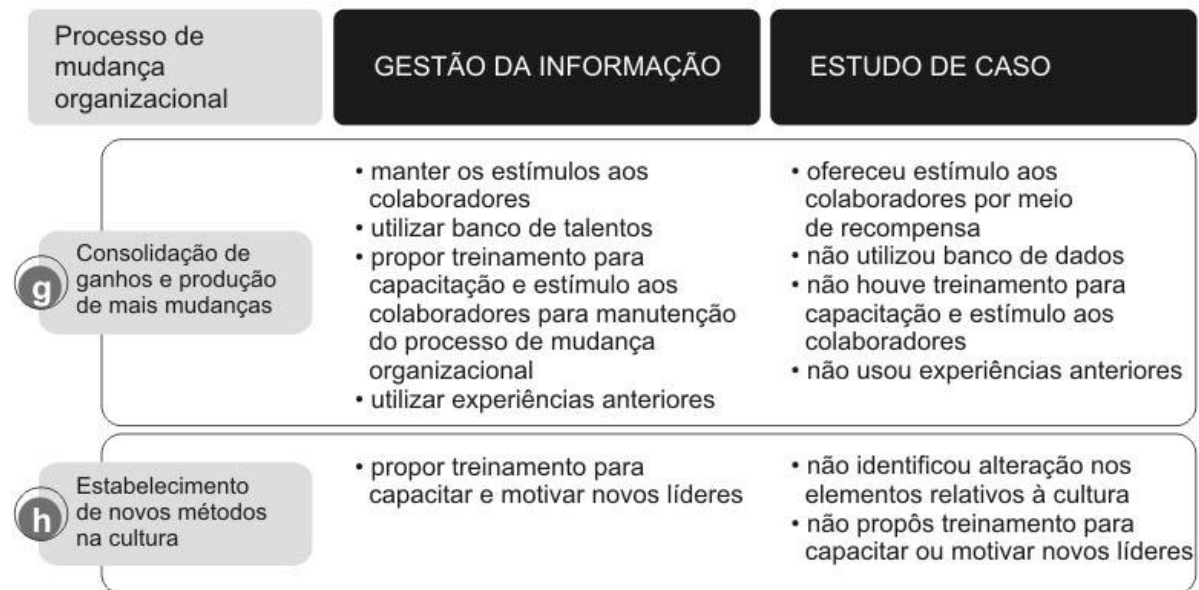 Processo de
mudança
organizacional
GESTÃO DA INFORMAÇÃO
ESTUDO DE CASO
g
Consolidação de
ganhos e produção
de mais mudanças
• manter os estímulos aos
colaboradores
• utilizar banco de talentos
• propor treinamento para
capacitação e estímulo aos
colaboradores para manutenção
do processo de mudança
organizacional
• utilizar experiências anteriores
• ofereceu estímulo aos
colaboradores por meio
de recompensa
• não utilizou banco de dados
• não houve treinamento para
capacitação e estímulo aos
colaboradores
• não usou experiências anteriores
h
Estabelecimento
de novos métodos
na cultura
• propor treinamento para
capacitar e motivar novos líderes
• não identificou alteração nos
elementos relativos à cultura
• não propôs treinamento para
capacitar ou motivar novos líderes